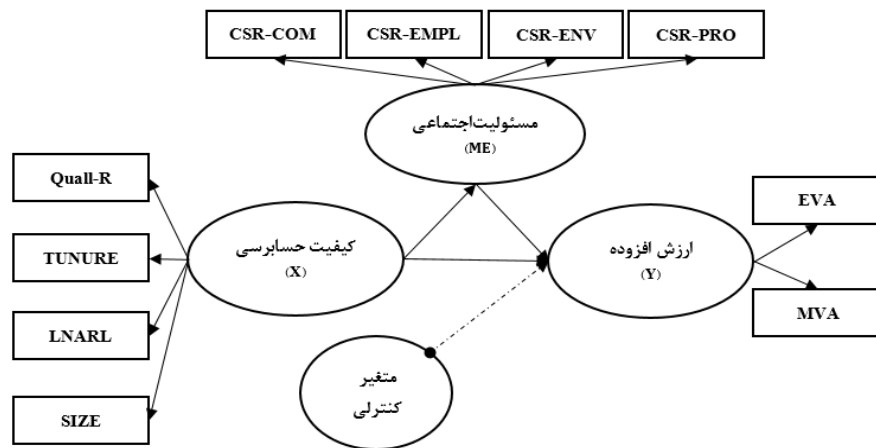 CSR-COM
CSR-EMPL
CSR-ENV
CSR-PRO
مسئولیت‌اجتماعی
(ME)
Quall-R
TUNURE
LNARL
SIZE
کیفیت حسابرسی
(X)
ارزش افزوده
(Y)
EVA
MVA
متغیر
کنترلی